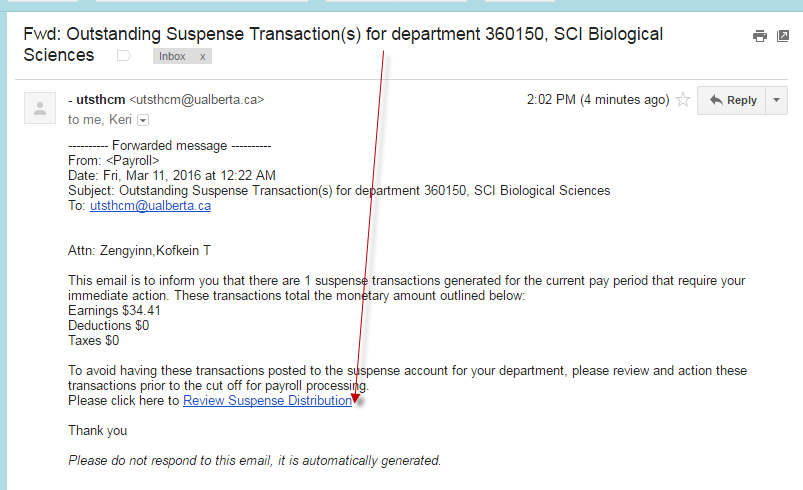 Fwd: Outstanding Suspense Transaction(s) for department 360150, SCI Biological
Sciences Inbox x
- utsthcm <utsthcm@ualberta.ca> 2:02 PM (4 minutes ago) Reply
to me, Keri
---------- Forwarded message ----------
From: <Payroll>
Date: Fri, Mar 11, 2016 at 12:22 AM
Subject: Outstanding Suspense Transaction(s) for department 360150, SCI Biological Sciences
To: utsthcm@ualberta.ca
Attn: Zengyinn,Kofkein T
This email is to inform you that there are 1 suspense transactions generated for the current pay period that require your
immediate action. These transactions total the monetary amount outlined below:
Earnings $34.41
Deductions $0
Taxes $0
To avoid having these transactions posted to the suspense account for your department, please review and action these
transactions prior to the cut off for payroll processing.
Please click here to Review Suspense Distribution
Thank you
Please do not respond to this email, it is automatically generated.